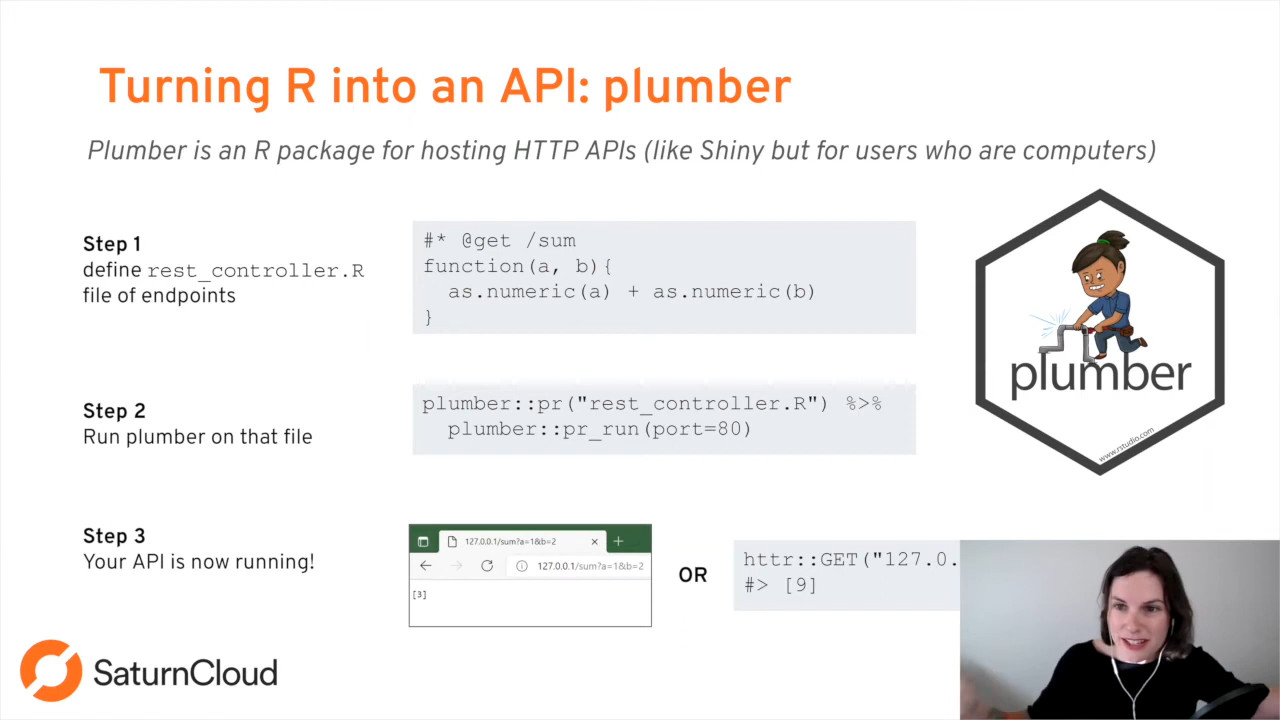 Turning R into an API: plumber
Plumber is an R package for hosting HTTP APIs (like Shiny but for users who are computers)
Step 1
define rest_controller.R
file of endpoints
#* @get /sum
function(a, b){
  as.numeric(a) + as.numeric(b)
}
plumber
www.rstudio.com
Step 2
Run plumber on that file
plumber::pr("rest_controller.R") %>%
  plumber::pr_run(port=80)
Step 3
Your API is now running!
127.0.0.1/sum?a=1&b=2
127.0.0.1/sum?a=1&b=2
[3]
OR
httr::GET("127.0.
#> [9]
SaturnCloud